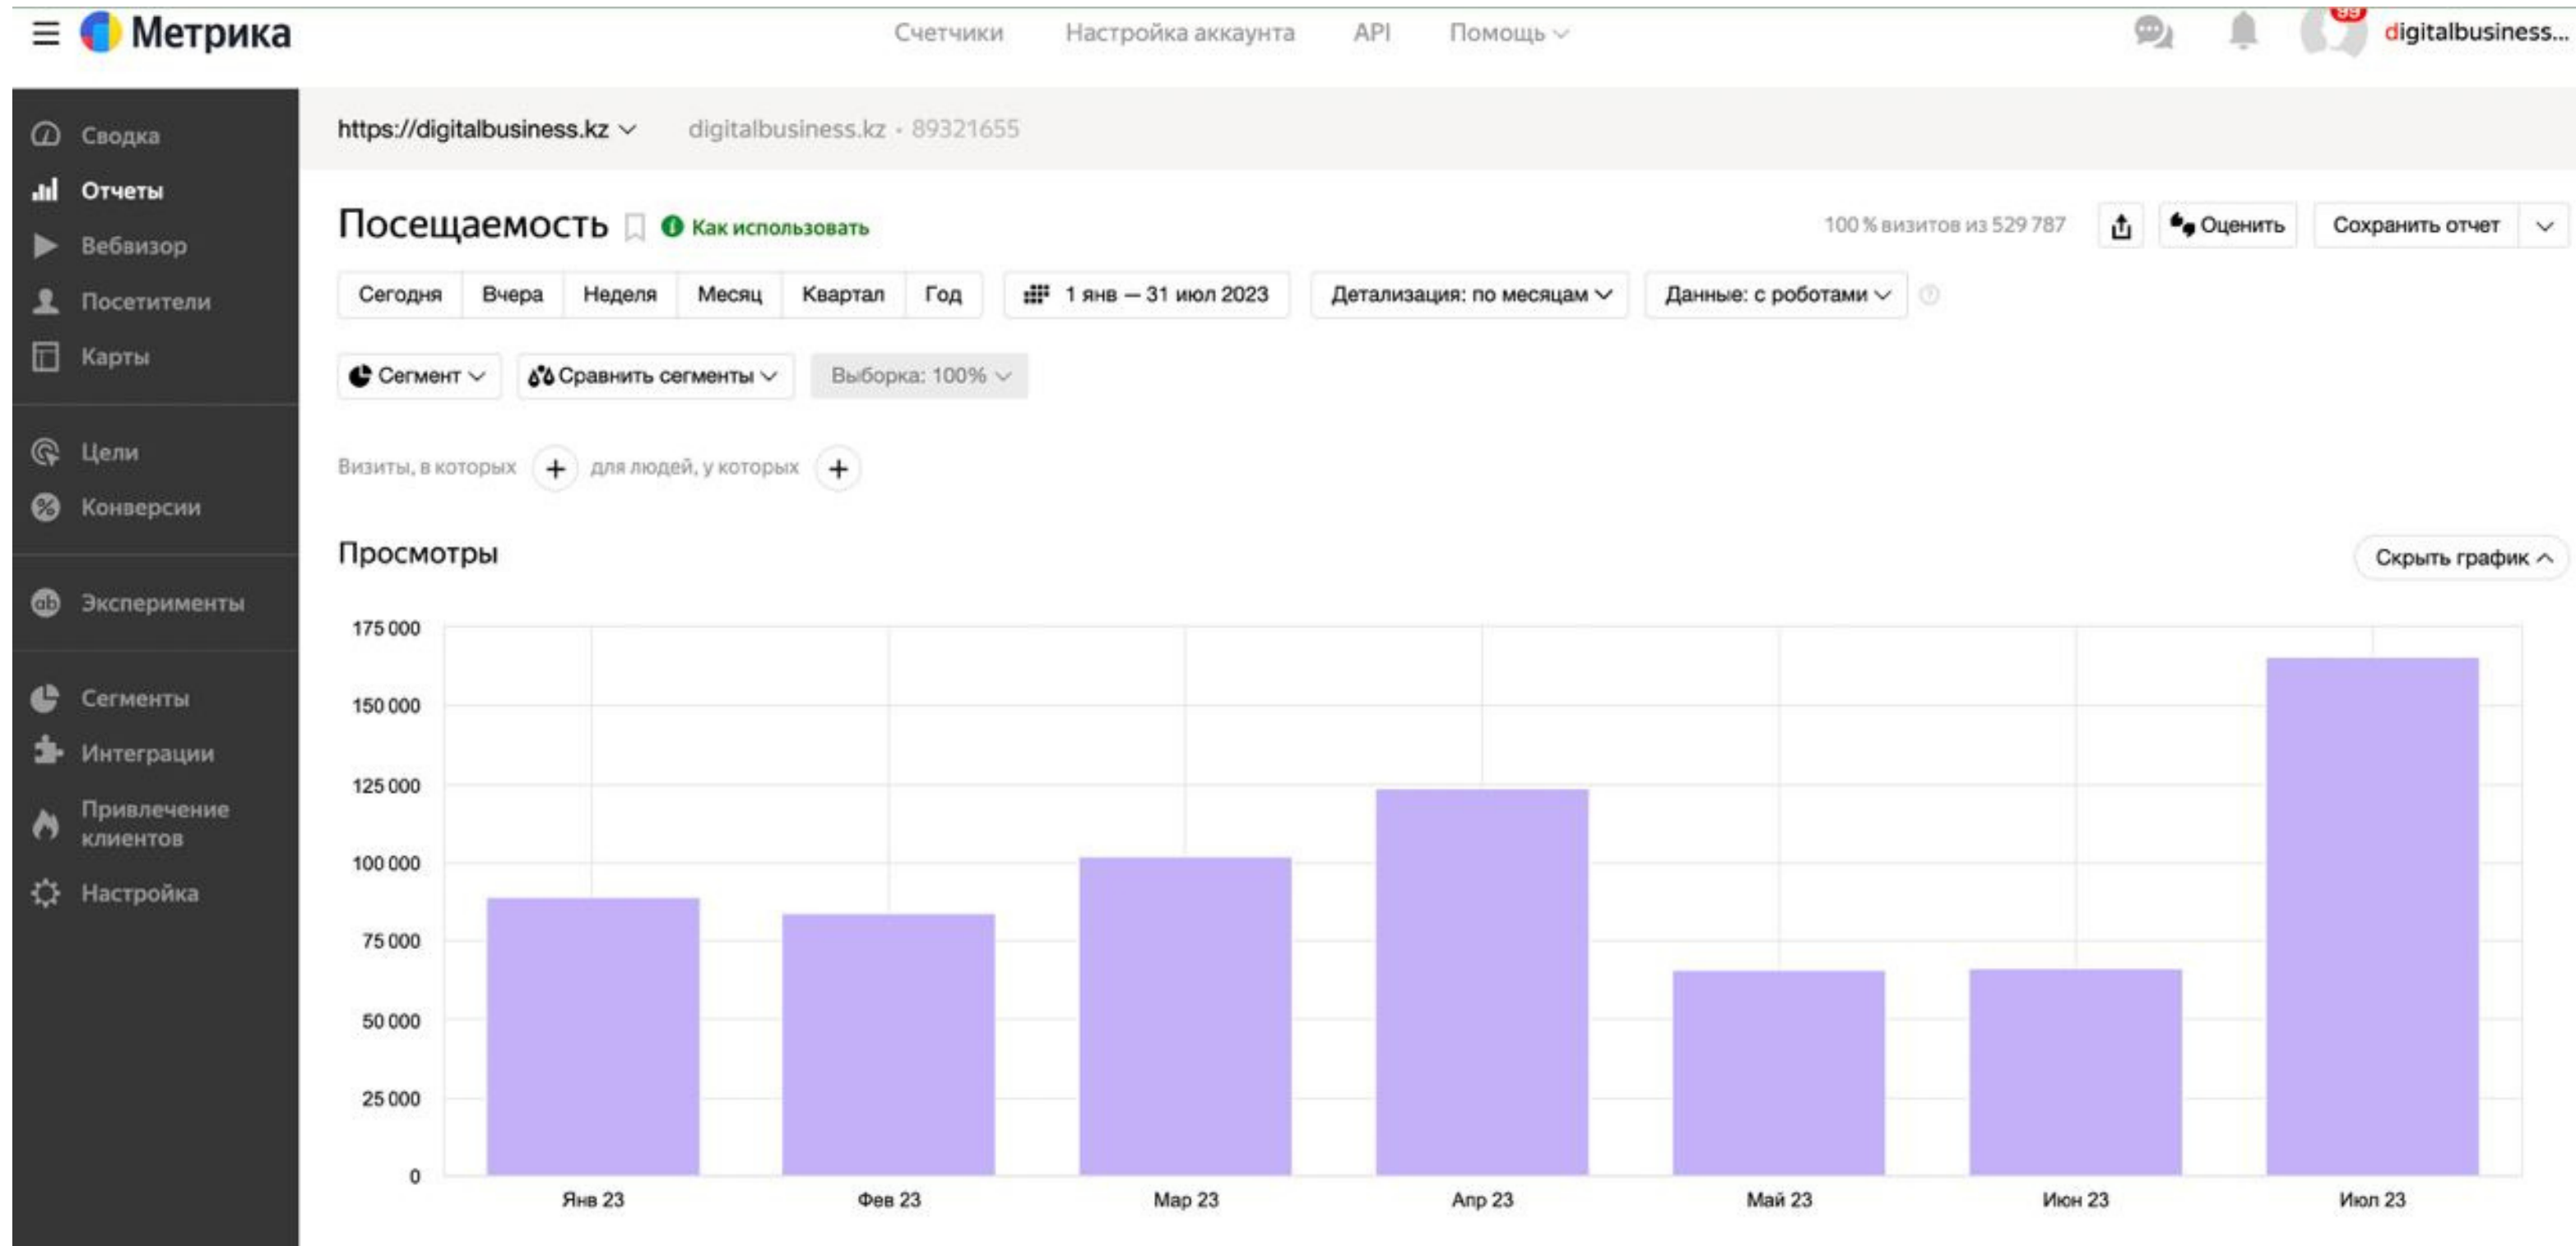 Метрика
Счетчики Настройка аккаунта API Помощь
99
digitalbusiness...
Сводка
Отчеты
Вебвизор
Посетители
Карты
Цели
Конверсии
ab Эксперименты
Сегменты
Интеграции
Привлечение
клиентов
Настройка
https://digitalbusiness.kz digitalbusiness.kz • 89321655
Посещаемость Как использовать
100 % визитов из 529 787 Оценить Сохранить отчет
Сегодня Вчера Неделя Месяц Квартал Год 1 янв — 31 июл 2023 Детализация: по месяцам Данные: с роботами ?
Сегмент Сравнить сегменты Выборка: 100%
Визиты, в которых + для людей, у которых +
Просмотры Скрыть график
175 000
150 000
125 000
100 000
75 000
50 000
25 000
0
Янв 23 Фев 23 Мар 23 Апр 23 Май 23 Июн 23 Июл 23